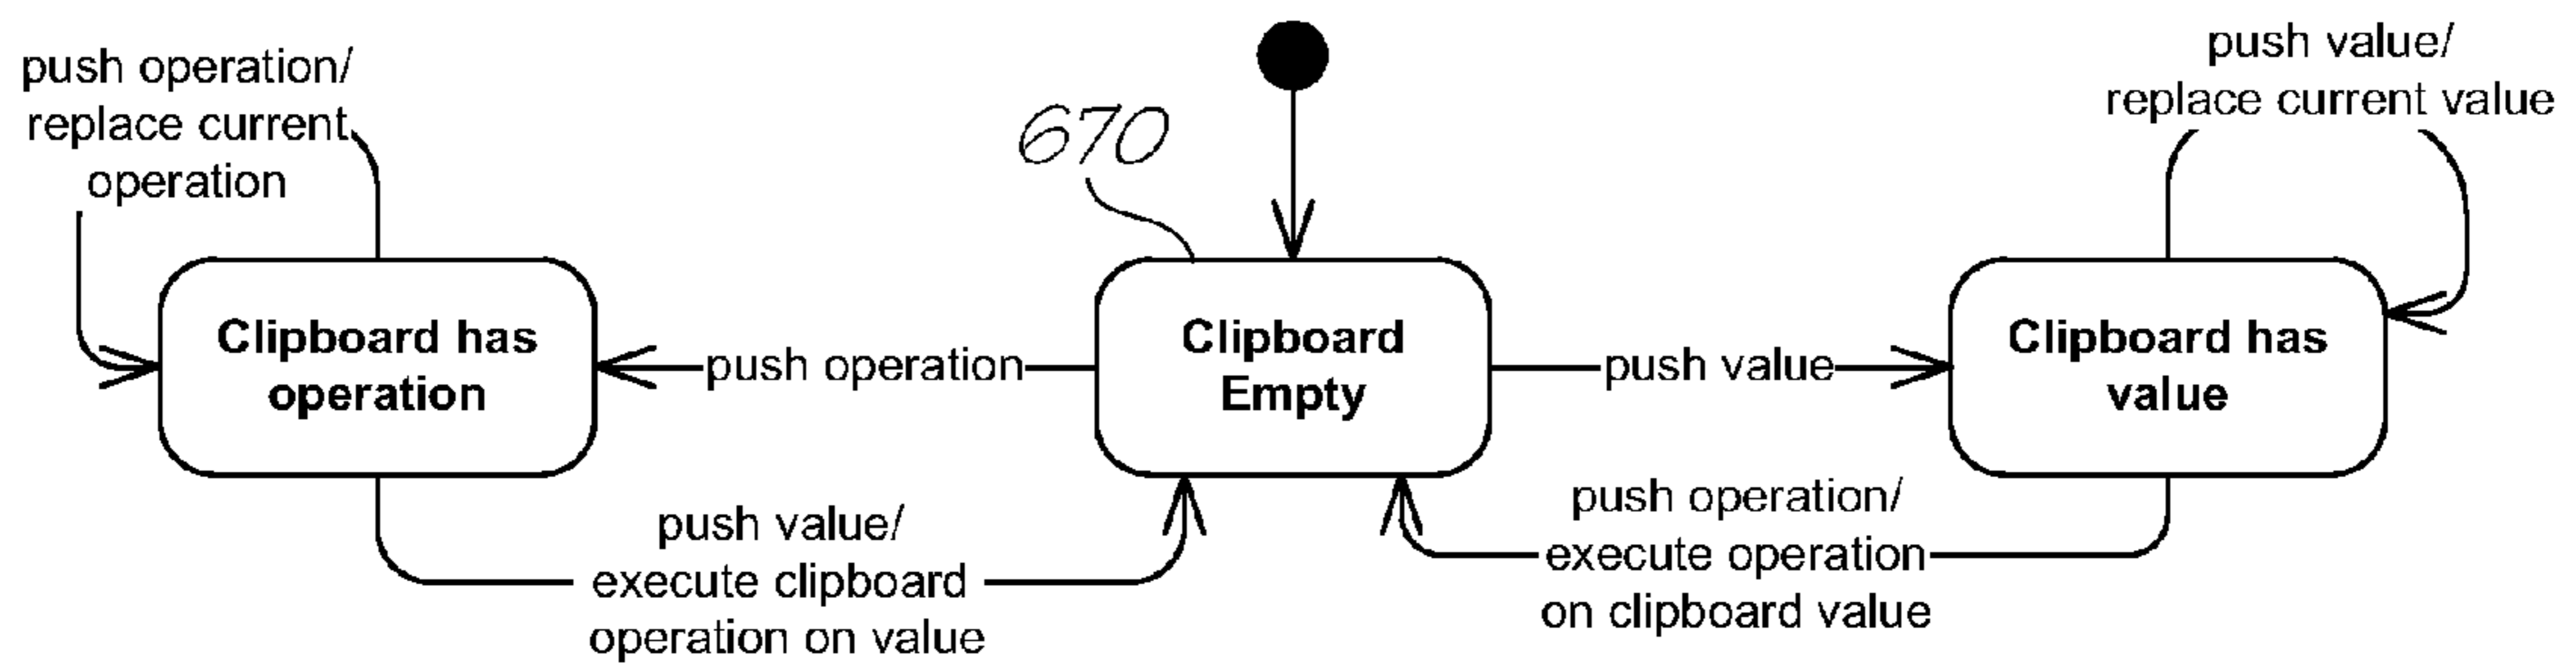 push operation/
replace current
operation
670
push value/
replace current value
Clipboard has
operation
push operation
Clipboard
Empty
push value
Clipboard has
value
push value/
execute clipboard
operation on value
push operation/
execute operation
on clipboard value